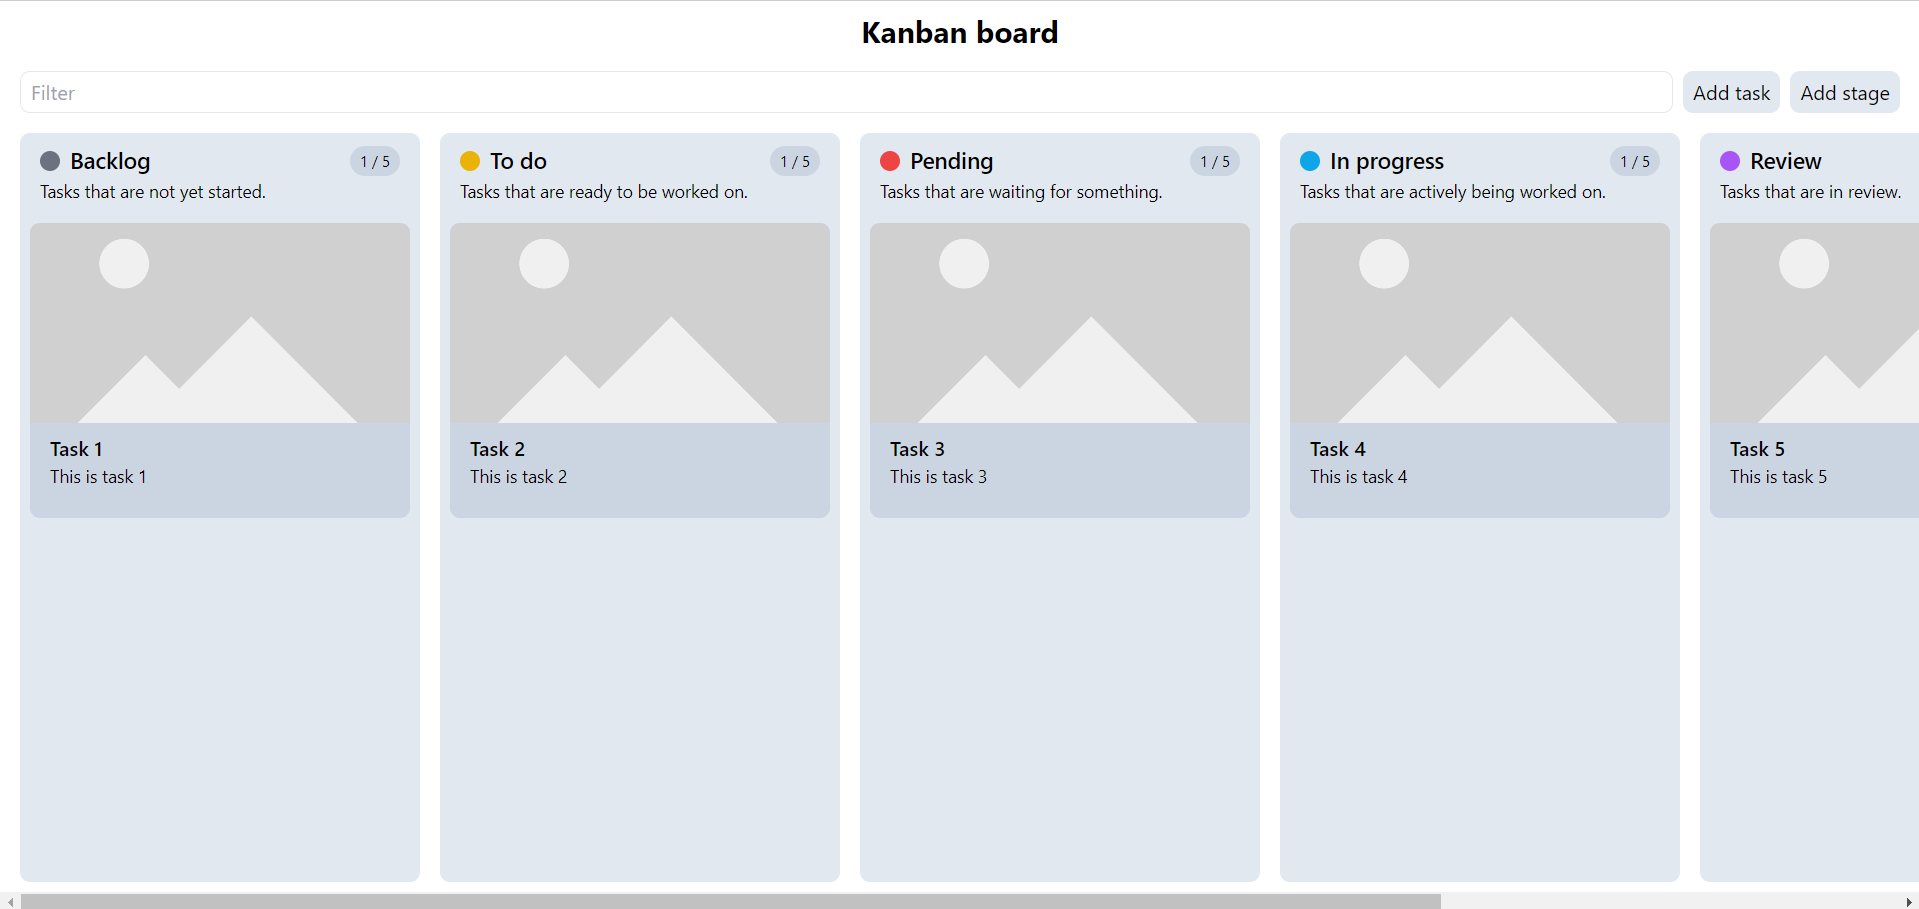 Kanban board
Filter
Add task
Add stage
Backlog
1 / 5
Tasks that are not yet started.
Task 1
This is task 1
To do
1 / 5
Tasks that are ready to be worked on.
Task 2
This is task 2
Pending
1 / 5
Tasks that are waiting for something.
Task 3
This is task 3
In progress
1 / 5
Tasks that are actively being worked on.
Task 4
This is task 4
Review
Tasks that are in review.
Task 5
This is task 5